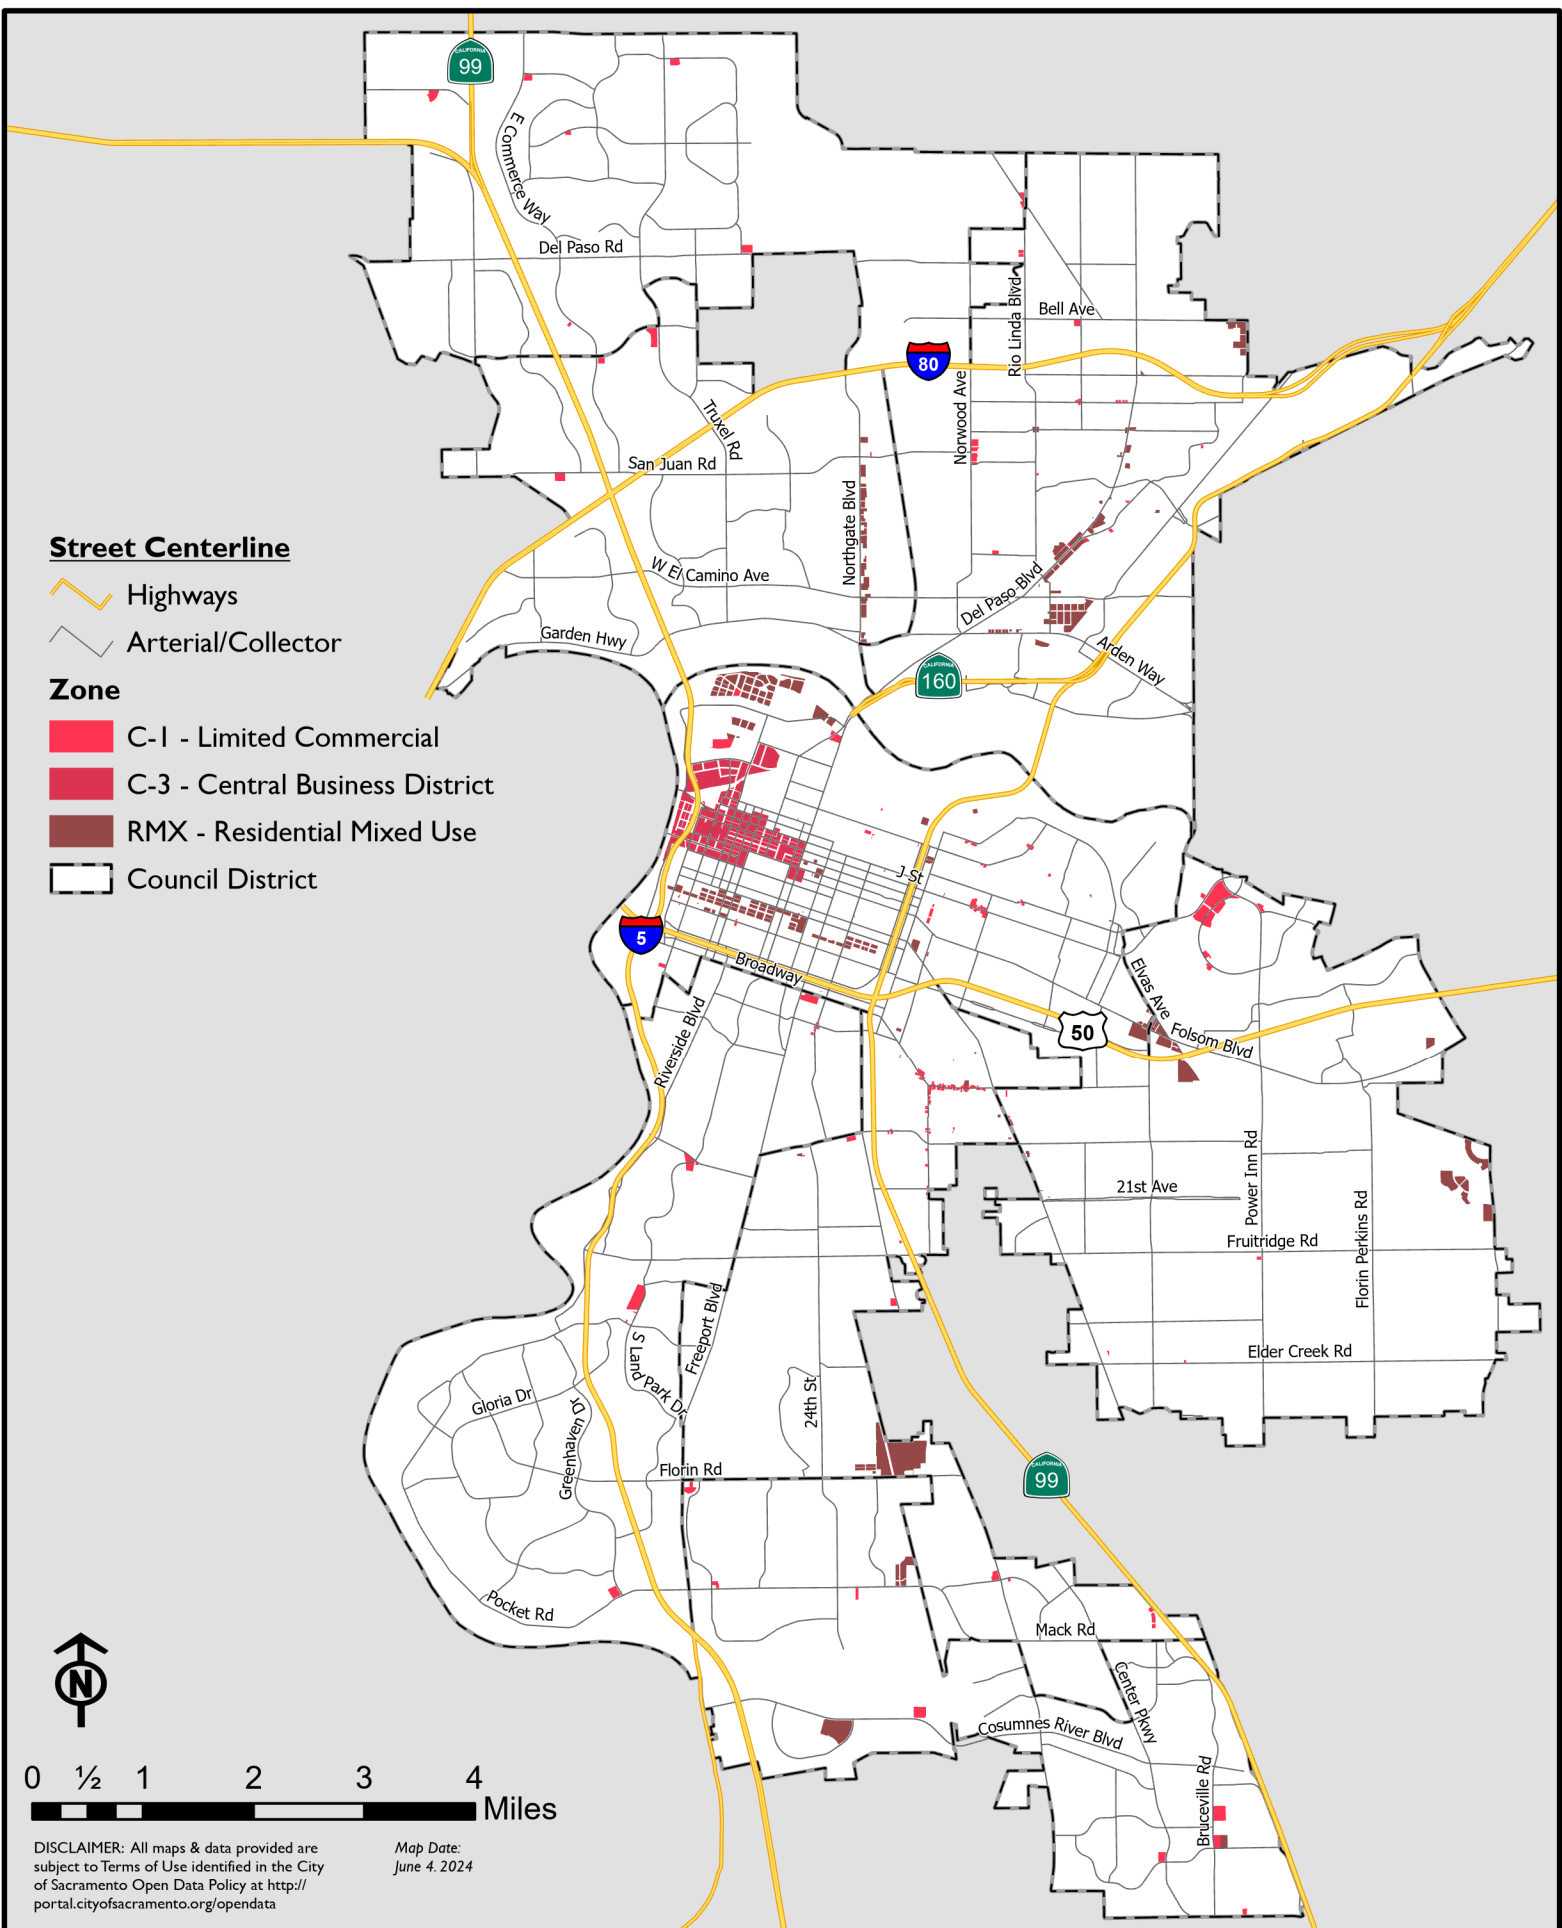 CALIFORNIA
99
E Commerce Way
Del Paso Rd
Rio Linda Blvd
Bell Ave
80
Norwood Ave
Truxel Rd
San Juan Rd
Northgate Blvd
Street Centerline
Highways
Arterial/Collector
W El Camino Ave
Del Paso Blvd
Garden Hwy
Arden Way
CALIFORNIA
160
Zone
C-1 - Limited Commercial
C-3 - Central Business District
RMX - Residential Mixed Use
Council District
J St
5
Broadway
Elvas Ave
50
Folsom Blvd
Riverside Blvd
Power Inn Rd
21st Ave
Florin Perkins Rd
Fruitridge Rd
Freeport Blvd
S Land Park Dr
Elder Creek Rd
Gloria Dr
24th St
Greenhaven Dr
Florin Rd
CALIFORNIA
99
Pocket Rd
Mack Rd
Center Pkwy
Cosumnes River Blvd
Bruceville Rd
N
0 ½ 1 2 3 4
Miles
DISCLAIMER: All maps & data provided are
subject to Terms of Use identified in the City
of Sacramento Open Data Policy at http://
portal.cityofsacramento.org/opendata
Map Date:
June 4. 2024